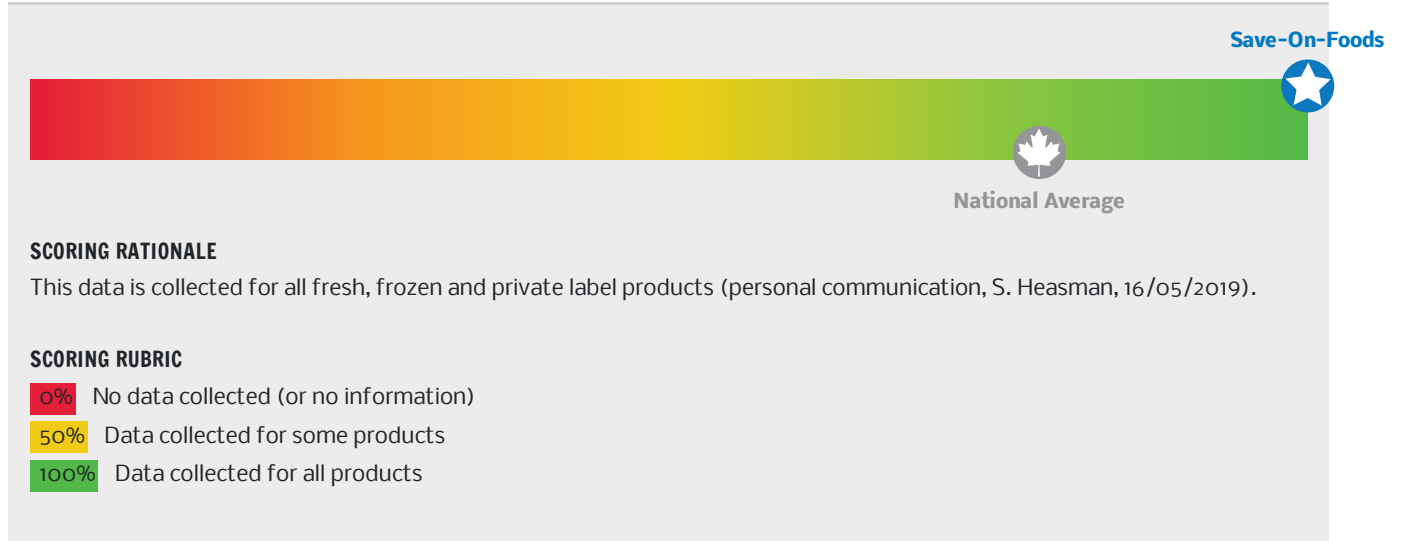 Save-On-Foods
National Average
SCORING RATIONALE
This data is collected for all fresh, frozen and private label products (personal communication, S. Heasman, 16/05/2019).
SCORING RUBRIC
0% No data collected (or no information)
50% Data collected for some products
100% Data collected for all products